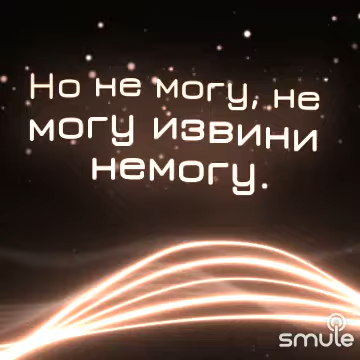 Но не могу, не
могу извини
немогу.
smule